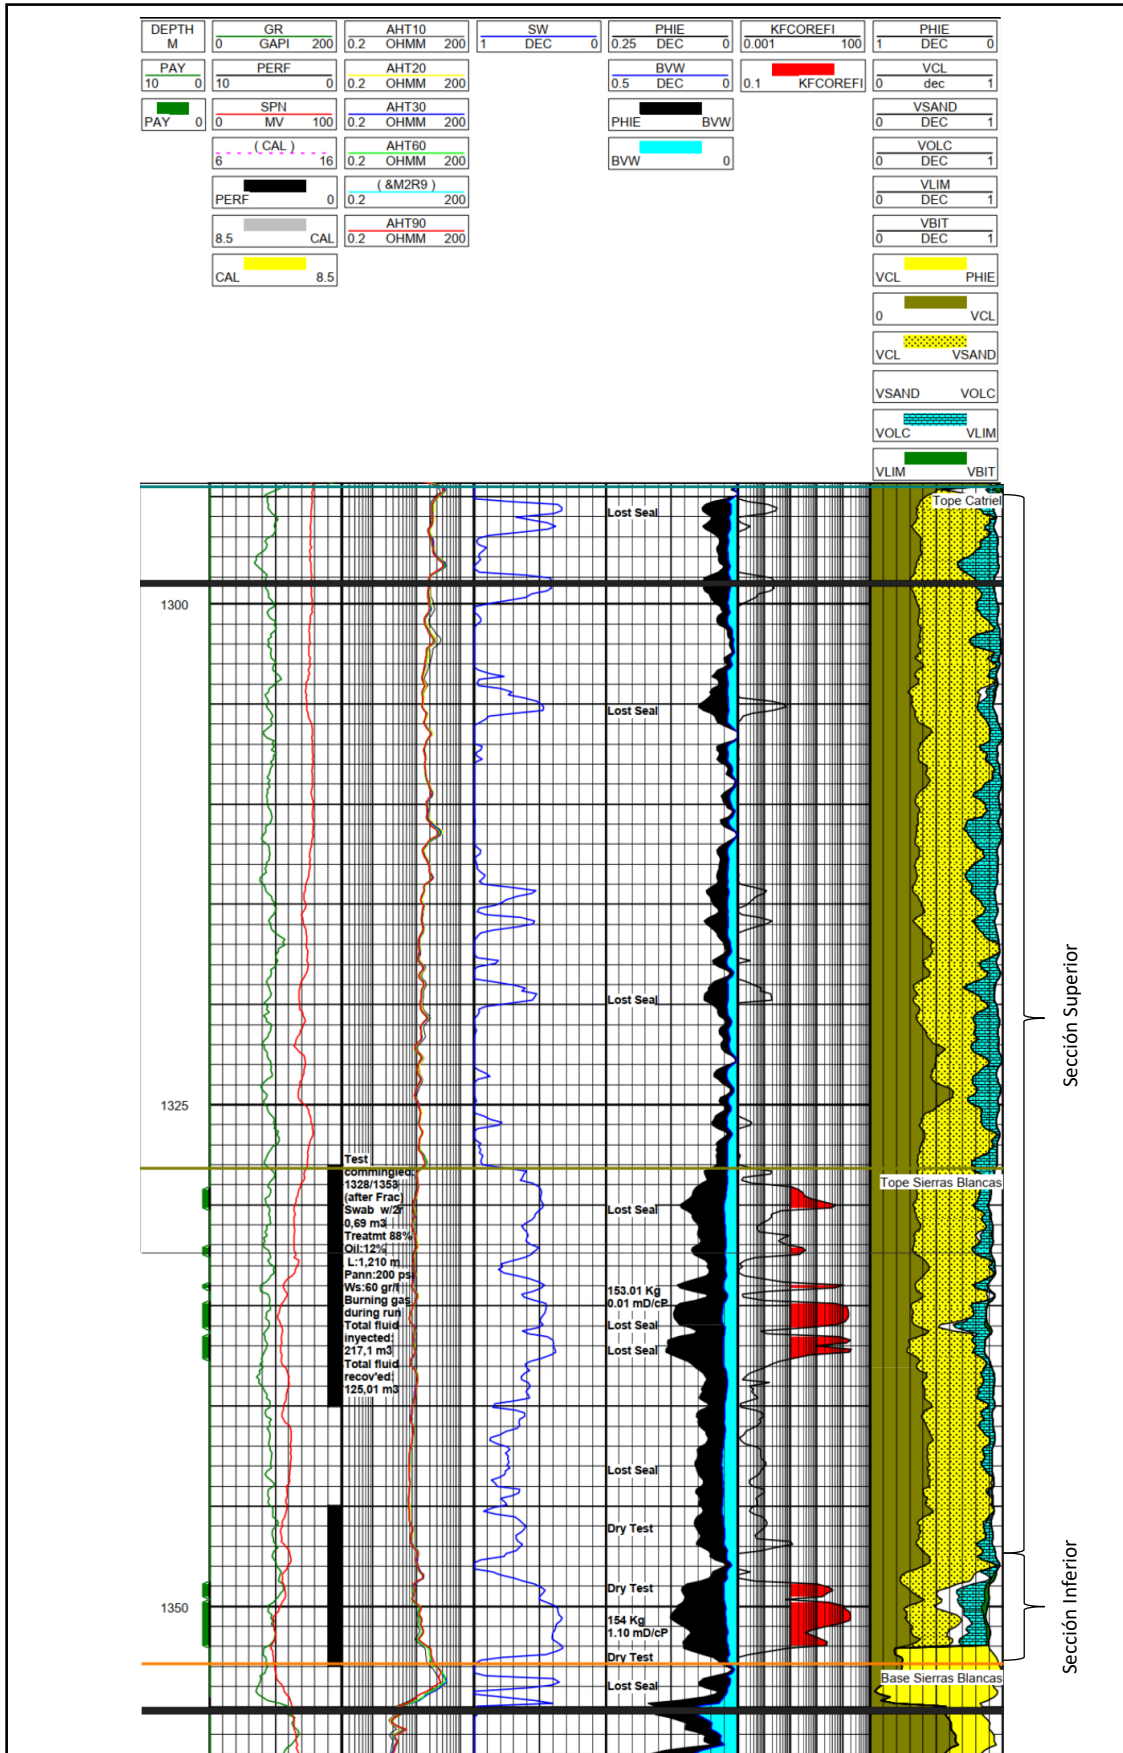 DEPTH
M
PAY
10 0
PAY 0
GR
0 GAPI 200
PERF
10 0
SPN
0 MV 100
( CAL )
6 16
PERF 0
8.5 CAL
CAL 8.5
AHT10
0.2 OHMM 200
AHT20
0.2 OHMM 200
AHT30
0.2 OHMM 200
AHT60
0.2 OHMM 200
( &M2R9 )
0.2 200
AHT90
0.2 OHMM 200
SW
1 DEC 0
PHIE
0.25 DEC 0
BVW
0.5 DEC 0
PHIE BVW
BVW 0
KFCOREFI
0.001 100
0.1 KFCOREFI
PHIE
1 DEC 0
VCL
0 dec 1
VSAND
0 DEC 1
VOLC
0 DEC 1
VLIM
0 DEC 1
VBIT
0 DEC 1
VCL PHIE
0 VCL
VCL VSAND
VSAND VOLC
VOLC VLIM
VLIM VBIT
Tope Catriel
Lost Seal
1300
Lost Seal
Lost Seal
Sección Superior
1325
Test
commingled:
1328/1353
(after Frac)
Swab w/2r
0,69 m3
Treatmt 88%
Oil:12%
L:1,210 m
Pann:200 psi
Ws:60 gr/l
Burning gas
during run
Total fluid
inyected:
217,1 m3
Total fluid
recov'ed:
125,01 m3
Tope Sierras Blancas
Lost Seal
153.01 Kg
0.01 mD/cP
Lost Seal
Lost Seal
Lost Seal
Dry Test
Dry Test
1350
154 Kg
1.10 mD/cP
Dry Test
Sección Inferior
Base Sierras Blancas
Lost Seal